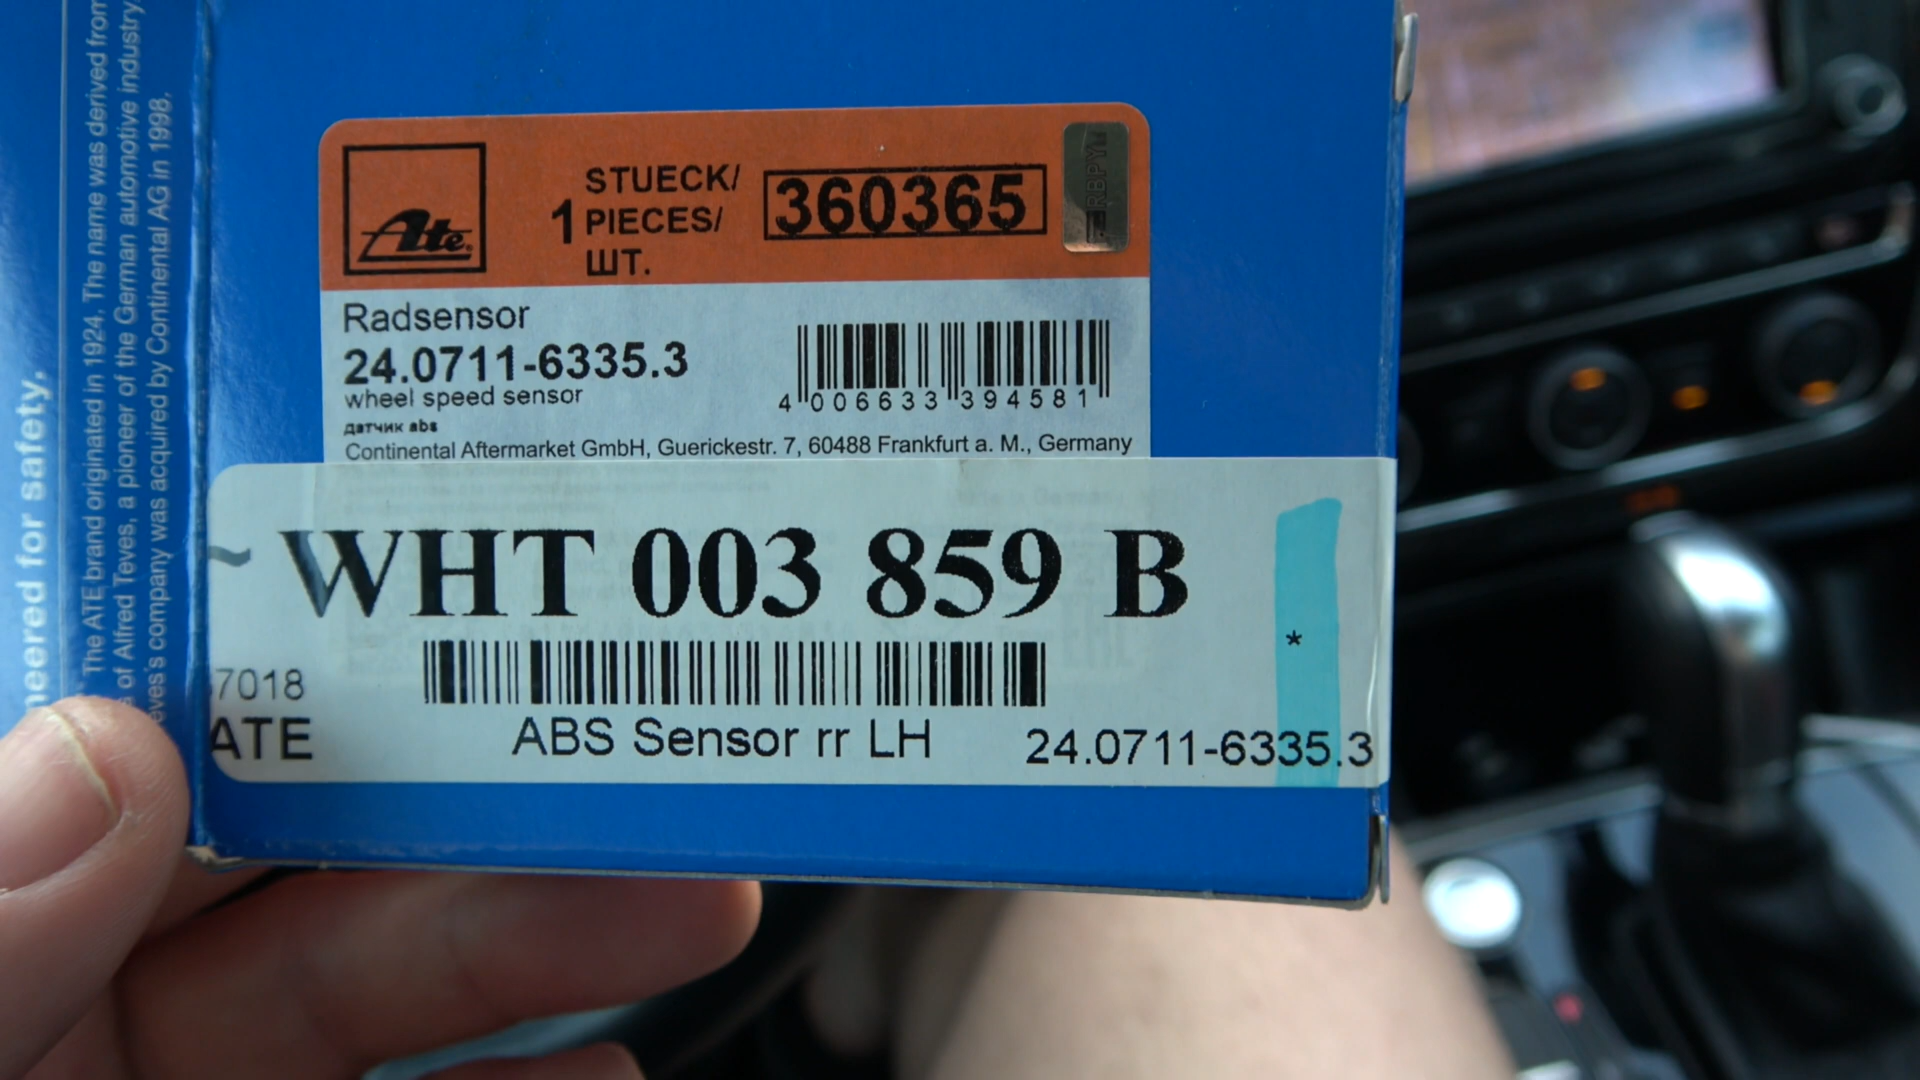 The ATE brand originated in 1924. The name was derived from
of Alfred Teves, a pioneer of the German automotive industry.
eves's company was acquired by Continental AG in 1998.
neered for safety.
Ate
1
STUECK/
PIECES/
ШТ.
360365
RBPY
Radsensor
24.0711-6335.3
wheel speed sensor
датчик abs
4 006633 394581
Continental Aftermarket GmbH, Guerickestr. 7, 60488 Frankfurt a. M., Germany
~ WHT 003 859 B
*
7018
ATE
ABS Sensor rr LH
24.0711-6335.3